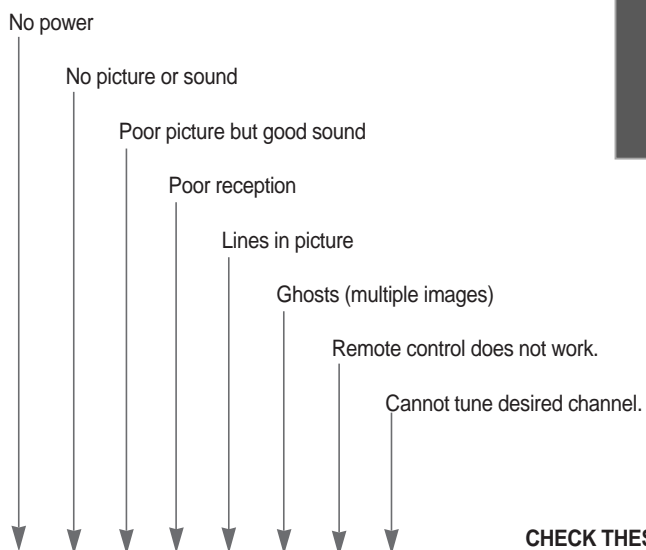 No power
No picture or sound
Poor picture but good sound
Poor reception
Lines in picture
Ghosts (multiple images)
Remote control does not work.
Cannot tune desired channel.
CHECK